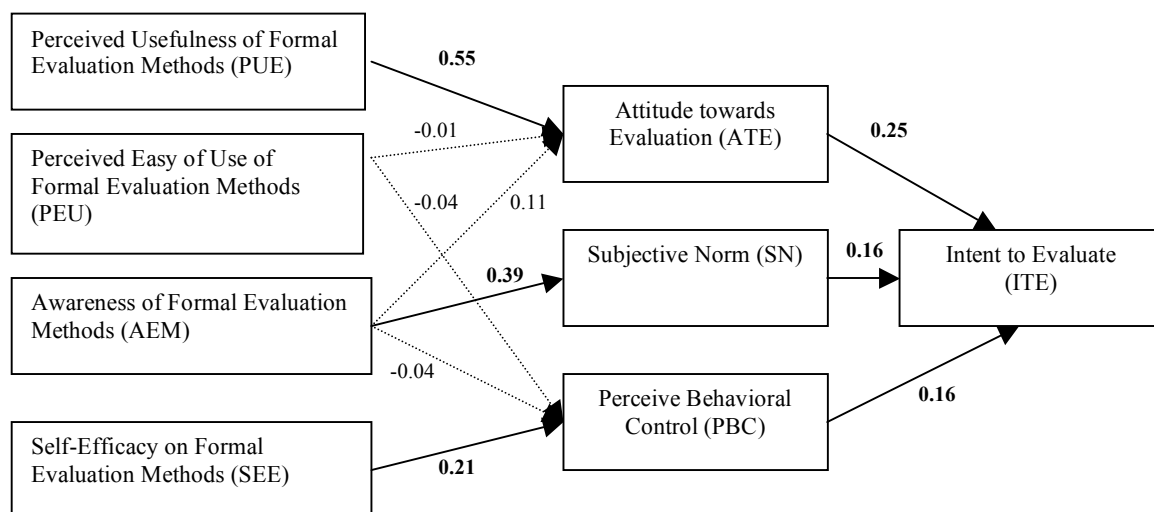 Perceived Usefulness of Formal
Evaluation Methods (PUE)
0.55
Perceived Easy of Use of
Formal Evaluation Methods
(PEU)
-0.01
-0.04
0.11
Awareness of Formal Evaluation
Methods (AEM)
0.39
-0.04
Self-Efficacy on Formal
Evaluation Methods (SEE)
0.21
Attitude towards
Evaluation (ATE)
0.25
Subjective Norm (SN)
0.16
Perceive Behavioral
Control (PBC)
0.16
Intent to Evaluate
(ITE)